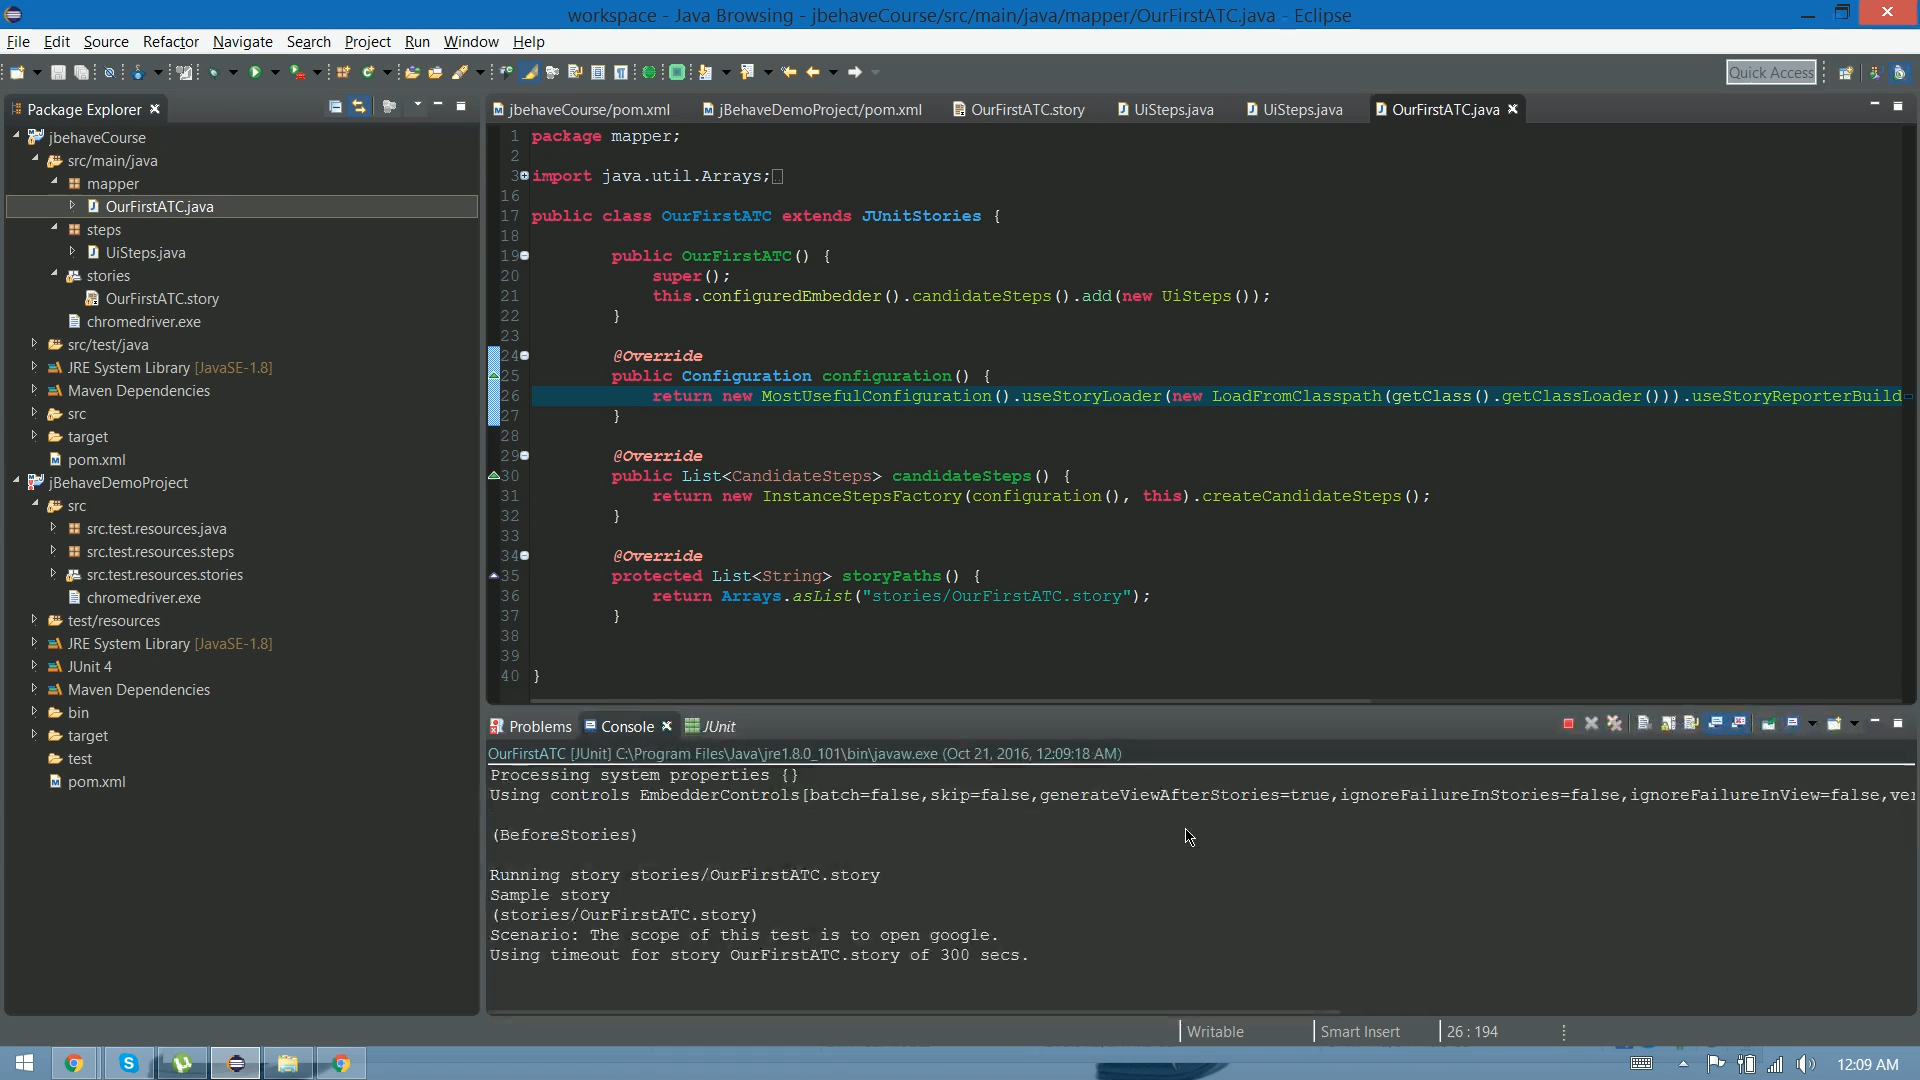 workspace - Java Browsing - jbehaveCourse/src/main/java/mapper/OurFirstATC.java - Eclipse
File Edit Source Refactor Navigate Search Project Run Window Help
Quick Access
Package Explorer
jbehaveCourse
src/main/java
mapper
OurFirstATC.java
steps
UiSteps.java
stories
OurFirstATC.story
chromedriver.exe
src/test/java
JRE System Library [JavaSE-1.8]
Maven Dependencies
src
target
pom.xml
jBehaveDemoProject
src
src.test.resources.java
src.test.resources.steps
src.test.resources.stories
chromedriver.exe
test/resources
JRE System Library [JavaSE-1.8]
JUnit 4
Maven Dependencies
bin
target
test
pom.xml
jbehaveCourse/pom.xml jBehaveDemoProject/pom.xml OurFirstATC.story UiSteps.java UiSteps.java OurFirstATC.java
1 package mapper;
2
3 import java.util.Arrays;
16
17 public class OurFirstATC extends JUnitStories {
18
19 public OurFirstATC() {
20 super();
21 this.configuredEmbedder().candidateSteps().add(new UiSteps());
22 }
23
24 @Override
25 public Configuration configuration() {
26 return new MostUsefulConfiguration().useStoryLoader(new LoadFromClasspath(getClass().getClassLoader())).useStoryReporterBuild
27 }
28
29 @Override
30 public List<CandidateSteps> candidateSteps() {
31 return new InstanceStepsFactory(configuration(), this).createCandidateSteps();
32 }
33
34 @Override
35 protected List<String> storyPaths() {
36 return Arrays.asList("stories/OurFirstATC.story");
37 }
38
39
40 }
Problems Console JUnit
OurFirstATC [JUnit] C:\Program Files\Java\jre1.8.0_101\bin\javaw.exe (Oct 21, 2016, 12:09:18 AM)
Processing system properties {}
Using controls EmbedderControls[batch=false,skip=false,generateViewAfterStories=true,ignoreFailureInStories=false,ignoreFailureInView=false,ver
(BeforeStories)
Running story stories/OurFirstATC.story
Sample story
(stories/OurFirstATC.story)
Scenario: The scope of this test is to open google.
Using timeout for story OurFirstATC.story of 300 secs.
Writable Smart Insert 26 : 194
12:09 AM